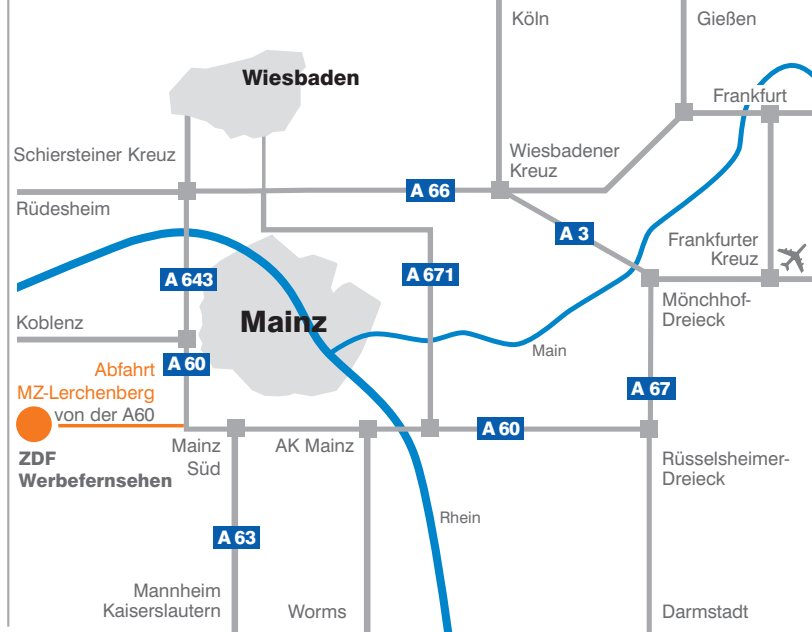 Köln
Gießen
Wiesbaden
Frankfurt
Schiersteiner Kreuz
Wiesbadener
Kreuz
A 66
Rüdesheim
A 3
Frankfurter
Kreuz
A 643
A 671
Mönchhof-
Dreieck
Koblenz
Mainz
Main
Abfahrt
MZ-Lerchenberg
von der A60
A 60
A 67
ZDF
Werbefernsehen
Mainz
Süd
AK Mainz
A 60
Rüsselsheimer-
Dreieck
Rhein
A 63
Mannheim
Kaiserslautern
Worms
Darmstadt